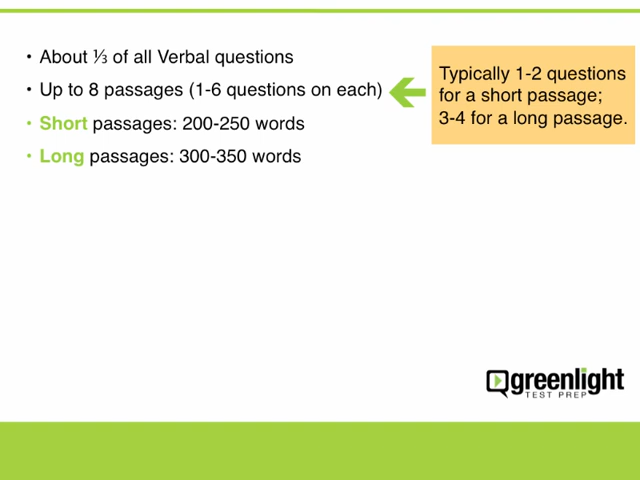 • About ⅓ of all Verbal questions
• Up to 8 passages (1-6 questions on each)
• Short passages: 200-250 words
• Long passages: 300-350 words
Typically 1-2 questions
for a short passage;
3-4 for a long passage.
greenlight
TEST PREP